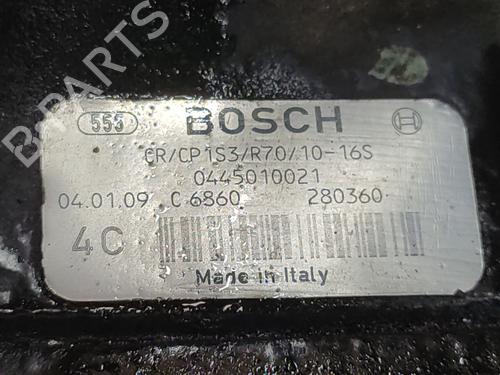 B-PARTS
555 BOSCH
CR/CP1S3/R70/10-16S
0445010021
04.01.09 C 6860 280360
4C
Made in Italy